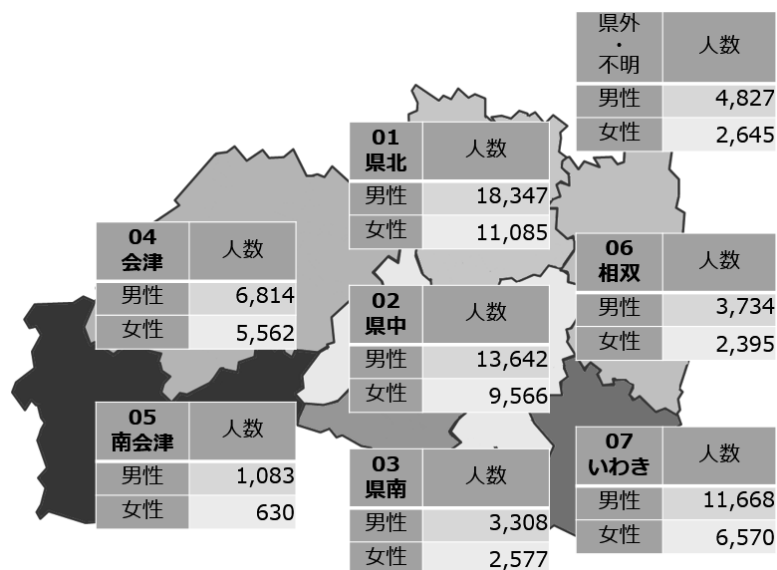 県外
・
不明
人数
男性 4,827
女性 2,645
01
県北
人数
男性 18,347
女性 11,085
04
会津
人数
男性 6,814
女性 5,562
06
相双
人数
男性 3,734
女性 2,395
02
県中
人数
男性 13,642
女性 9,566
05
南会津
人数
男性 1,083
女性 630
07
いわき
人数
男性 11,668
女性 6,570
03
県南
人数
男性 3,308
女性 2,577